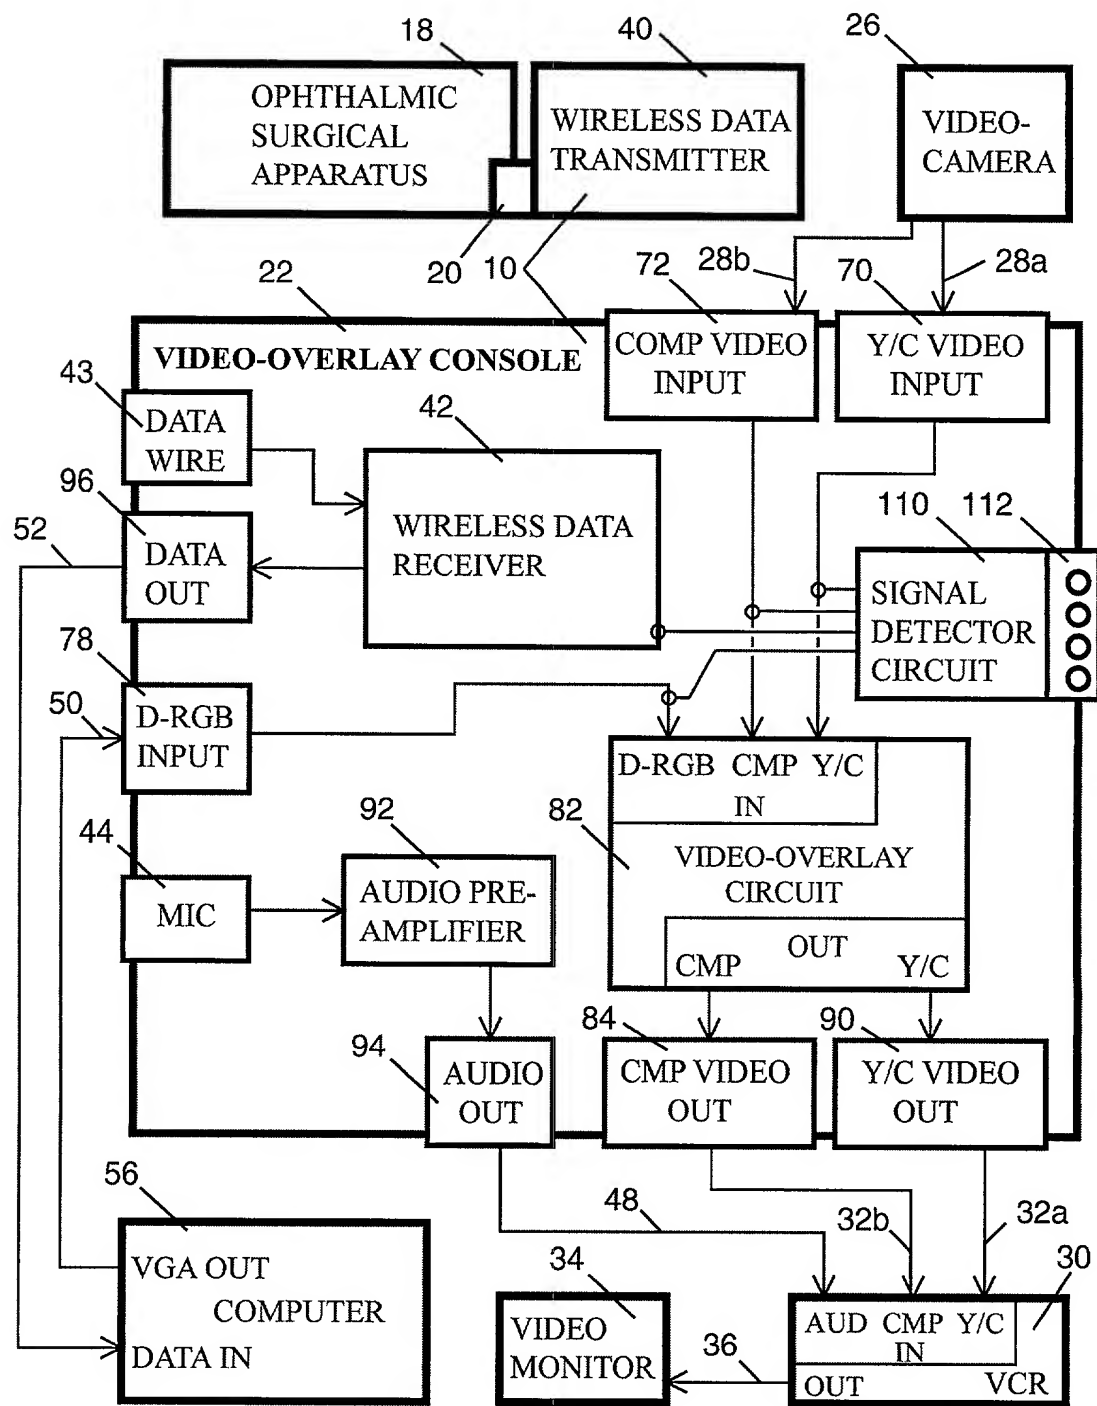 18
40
26
OPHTHALMIC
SURGICAL
APPARATUS
WIRELESS DATA
TRANSMITTER
VIDEO-
CAMERA
20
10
22
72
28b
70
28a
VIDEO-OVERLAY CONSOLE
COMP VIDEO
INPUT
Y/C VIDEO
INPUT
43
DATA
WIRE
42
WIRELESS DATA
RECEIVER
96
52
DATA
OUT
110
112
SIGNAL
DETECTOR
CIRCUIT
78
50
D-RGB
INPUT
D-RGB CMP Y/C
IN
82
VIDEO-OVERLAY
CIRCUIT
OUT
CMP
Y/C
44
MIC
92
AUDIO PRE-
AMPLIFIER
94
AUDIO
OUT
84
CMP VIDEO
OUT
90
Y/C VIDEO
OUT
56
VGA OUT
COMPUTER
DATA IN
48
32b
32a
34
VIDEO
MONITOR
36
30
AUD CMP Y/C
IN
OUT
VCR